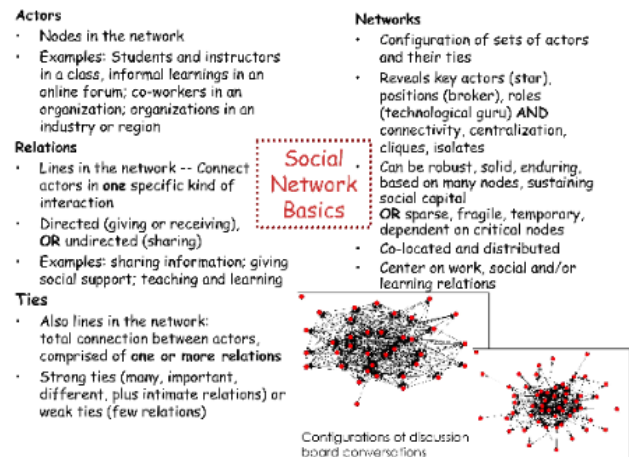 Actors
· Nodes in the network
· Examples: Students and instructors
in a class, informal learnings in an
online forum; co-workers in an
organization; organizations in an
industry or region
Relations
· Lines in the network -- Connect
actors in one specific kind of
interaction
· Directed (giving or receiving),
OR undirected (sharing)
· Examples: sharing information; giving
social support; teaching and learning
Ties
· Also lines in the network:
total connection between actors,
comprised of one or more relations
· Strong ties (many, important,
different, plus intimate relations) or
weak ties (few relations)
Social
Network
Basics
Networks
· Configuration of sets of actors
and their ties
· Reveals key actors (star),
positions (broker), roles
(technological guru) AND
connectivity, centralization,
cliques, isolates
· Can be robust, solid, enduring,
based on many nodes, sustaining
social capital
OR sparse, fragile, temporary,
dependent on critical nodes
· Co-located and distributed
· Center on work, social and/or
learning relations
Configurations of discussion
board conversations